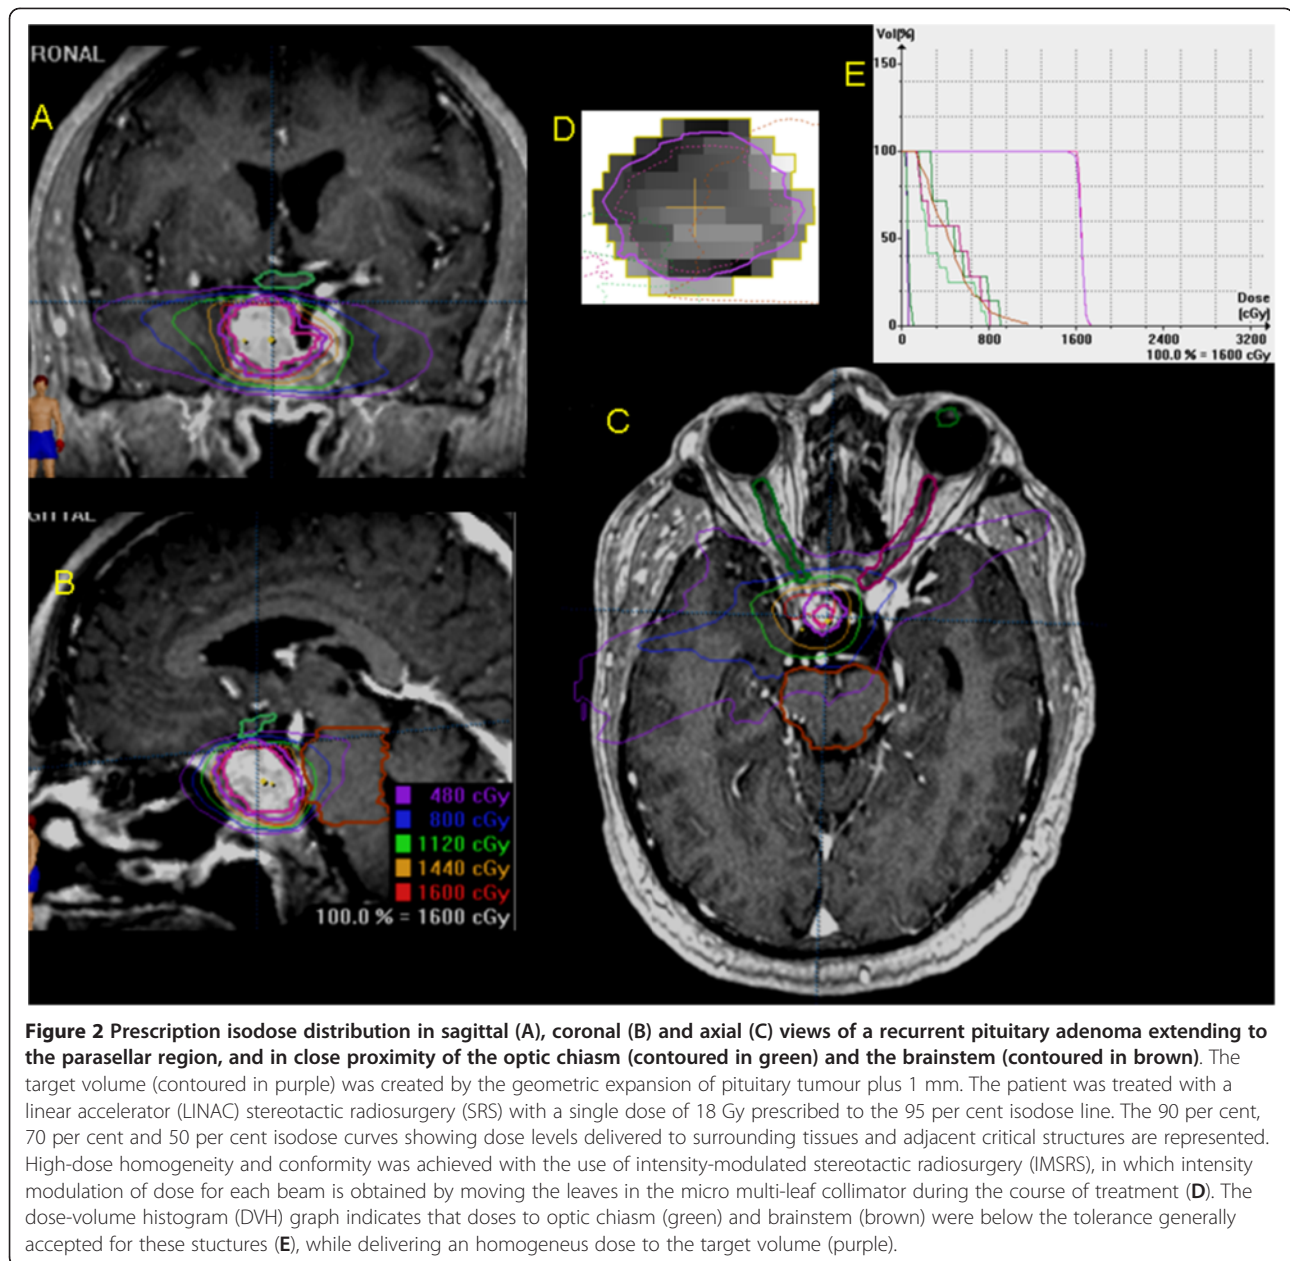 RONAL
A
D
E
Vol[%]
150
100
50
0
Dose
[cGy]
0 800 1600 2400 3200
100.0 % = 1600 cGy
C
GITTAL
B
480 cGy
800 cGy
1120 cGy
1440 cGy
1600 cGy
100.0 % = 1600 cGy
Figure 2 Prescription isodose distribution in sagittal (A), coronal (B) and axial (C) views of a recurrent pituitary adenoma extending to
the parasellar region, and in close proximity of the optic chiasm (contoured in green) and the brainstem (contoured in brown). The
target volume (contoured in purple) was created by the geometric expansion of pituitary tumour plus 1 mm. The patient was treated with a
linear accelerator (LINAC) stereotactic radiosurgery (SRS) with a single dose of 18 Gy prescribed to the 95 per cent isodose line. The 90 per cent,
70 per cent and 50 per cent isodose curves showing dose levels delivered to surrounding tissues and adjacent critical structures are represented.
High-dose homogeneity and conformity was achieved with the use of intensity-modulated stereotactic radiosurgery (IMSRS), in which intensity
modulation of dose for each beam is obtained by moving the leaves in the micro multi-leaf collimator during the course of treatment (D). The
dose-volume histogram (DVH) graph indicates that doses to optic chiasm (green) and brainstem (brown) were below the tolerance generally
accepted for these stuctures (E), while delivering an homogeneus dose to the target volume (purple).